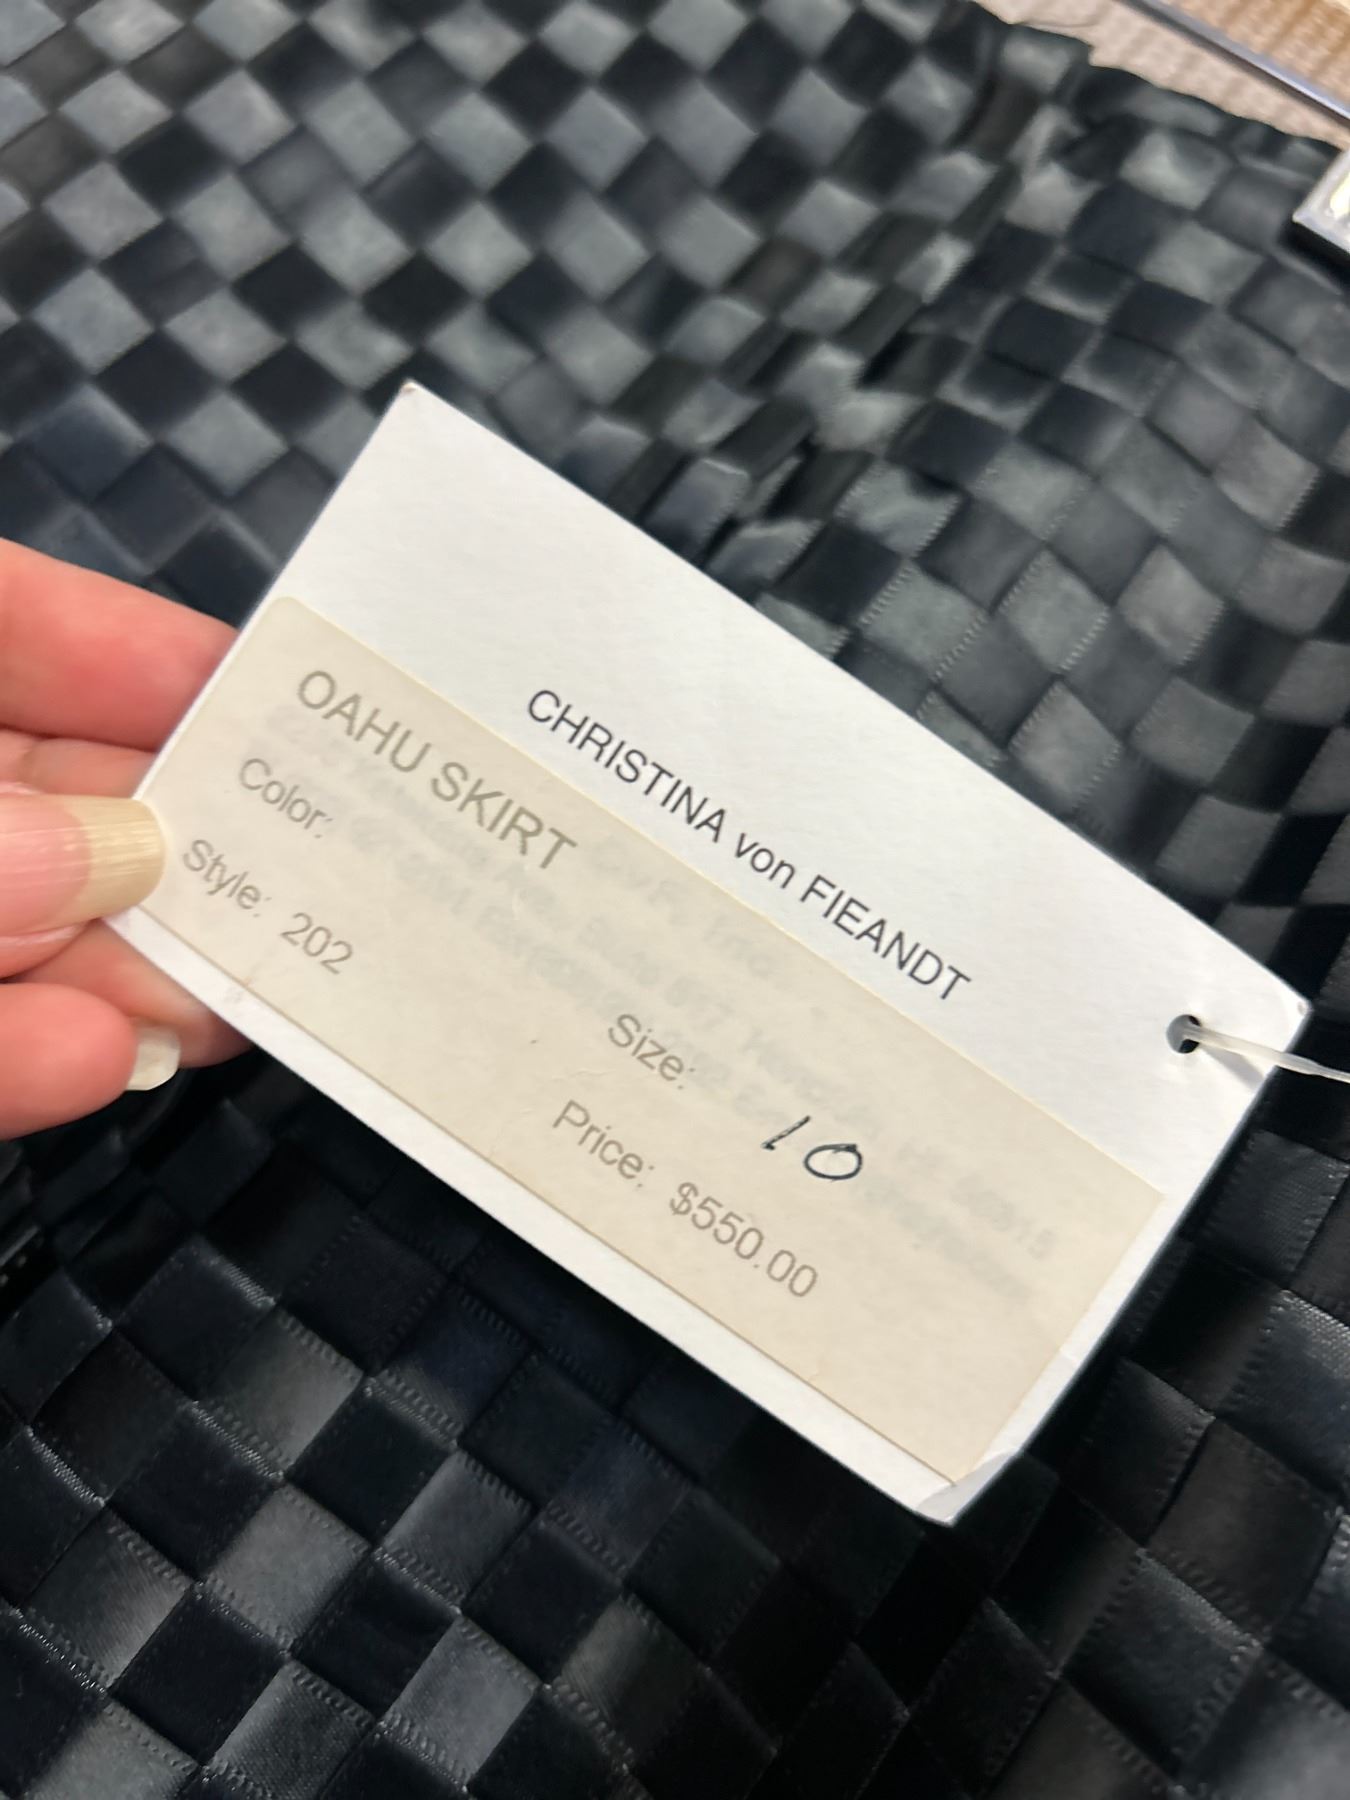 CHRISTINA von FIEANDT
OAHU SKIRT
Color:
Style: 202
Size: 10
Price: $550.00